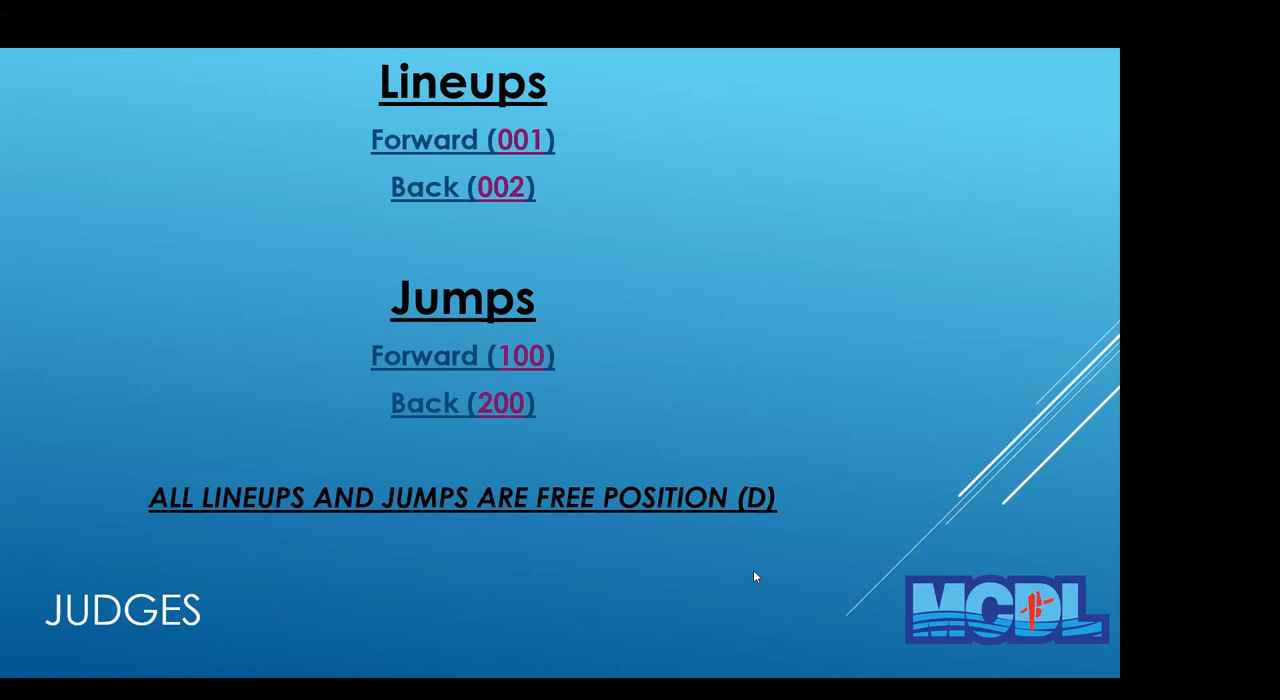 Lineups
Forward (001)
Back (002)
Jumps
Forward (100)
Back (200)
ALL LINEUPS AND JUMPS ARE FREE POSITION (D)
JUDGES
MCDL